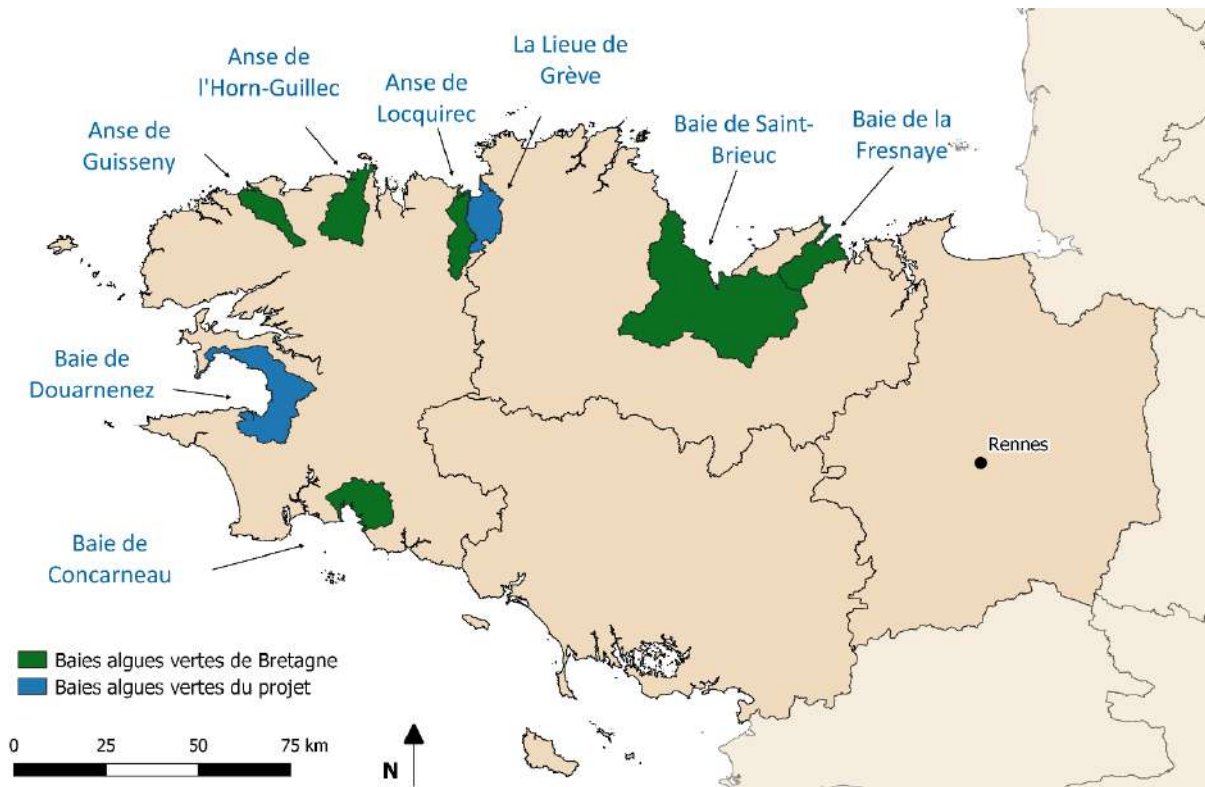 La Lieue de
Grève
Anse de
l'Horn-Guillec
Anse de
Locquirec
Anse de
Guisseny
Baie de Saint-
Brieuc
Baie de la
Fresnaye
Baie de
Douarnenez
Rennes
Baie de
Concarneau
Baies algues vertes de Bretagne
Baies algues vertes du projet
0 25 50 75 km
N